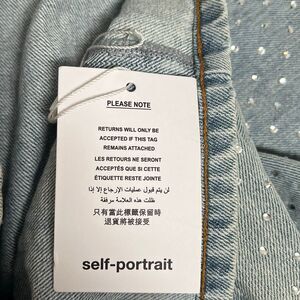 PLEASE NOTE
RETURNS WILL ONLY BE
ACCEPTED IF THIS TAG
REMAINS ATTACHED
LES RETOURS NE SERONT
ACCEPTÉS QUE SI CETTE
ÉTIQUETTE RESTE JOINTE
لن يتم قبول عمليات الإرجاع إلا إذا
ظلت هذه العلامة مرفقة
只有當此標籤保留時
退貨將被接受
self-portrait